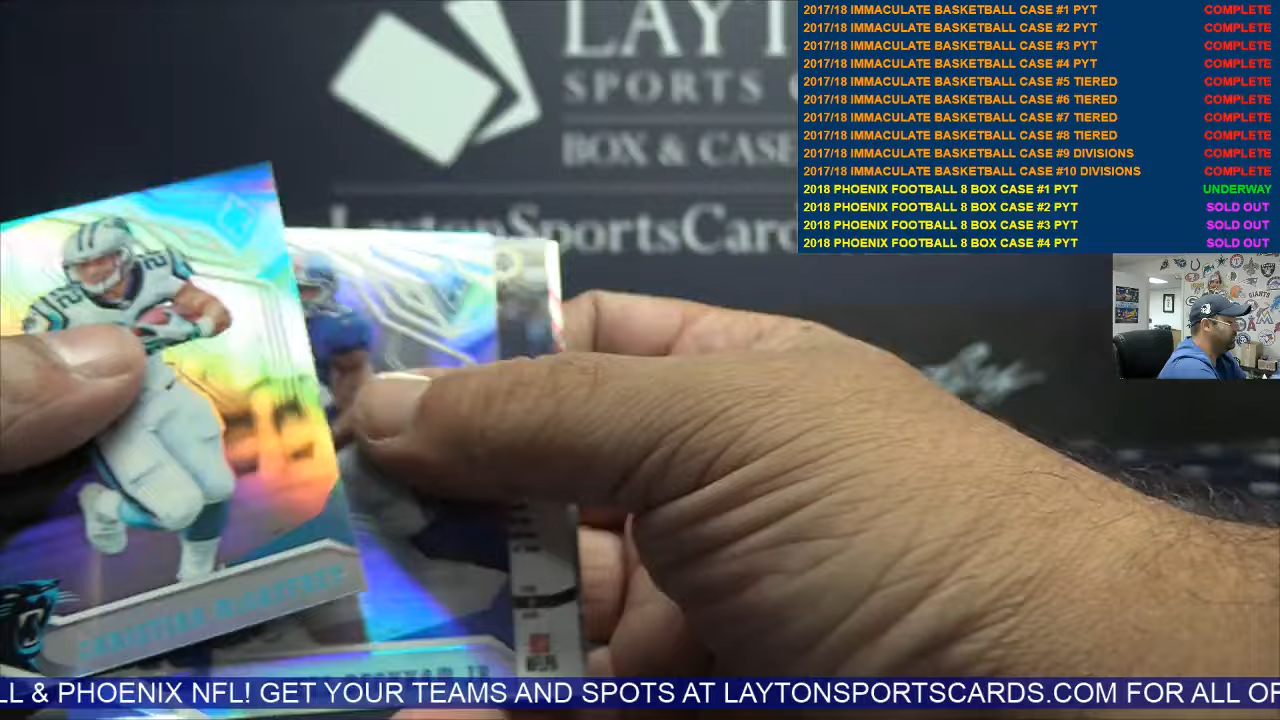 LAYT
SPORTS C
BOX & CASE
LaytonSportsCard
2017/18 IMMACULATE BASKETBALL CASE #1 PYT COMPLETE
2017/18 IMMACULATE BASKETBALL CASE #2 PYT COMPLETE
2017/18 IMMACULATE BASKETBALL CASE #3 PYT COMPLETE
2017/18 IMMACULATE BASKETBALL CASE #4 PYT COMPLETE
2017/18 IMMACULATE BASKETBALL CASE #5 TIERED COMPLETE
2017/18 IMMACULATE BASKETBALL CASE #6 TIERED COMPLETE
2017/18 IMMACULATE BASKETBALL CASE #7 TIERED COMPLETE
2017/18 IMMACULATE BASKETBALL CASE #8 TIERED COMPLETE
2017/18 IMMACULATE BASKETBALL CASE #9 DIVISIONS COMPLETE
2017/18 IMMACULATE BASKETBALL CASE #10 DIVISIONS COMPLETE
2018 PHOENIX FOOTBALL 8 BOX CASE #1 PYT UNDERWAY
2018 PHOENIX FOOTBALL 8 BOX CASE #2 PYT SOLD OUT
2018 PHOENIX FOOTBALL 8 BOX CASE #3 PYT SOLD OUT
2018 PHOENIX FOOTBALL 8 BOX CASE #4 PYT SOLD OUT
22
CHRISTIAN McCAFFREY
JR.
LL & PHOENIX NFL! GET YOUR TEAMS AND SPOTS AT LAYTONSPORTSCARDS.COM FOR ALL OF